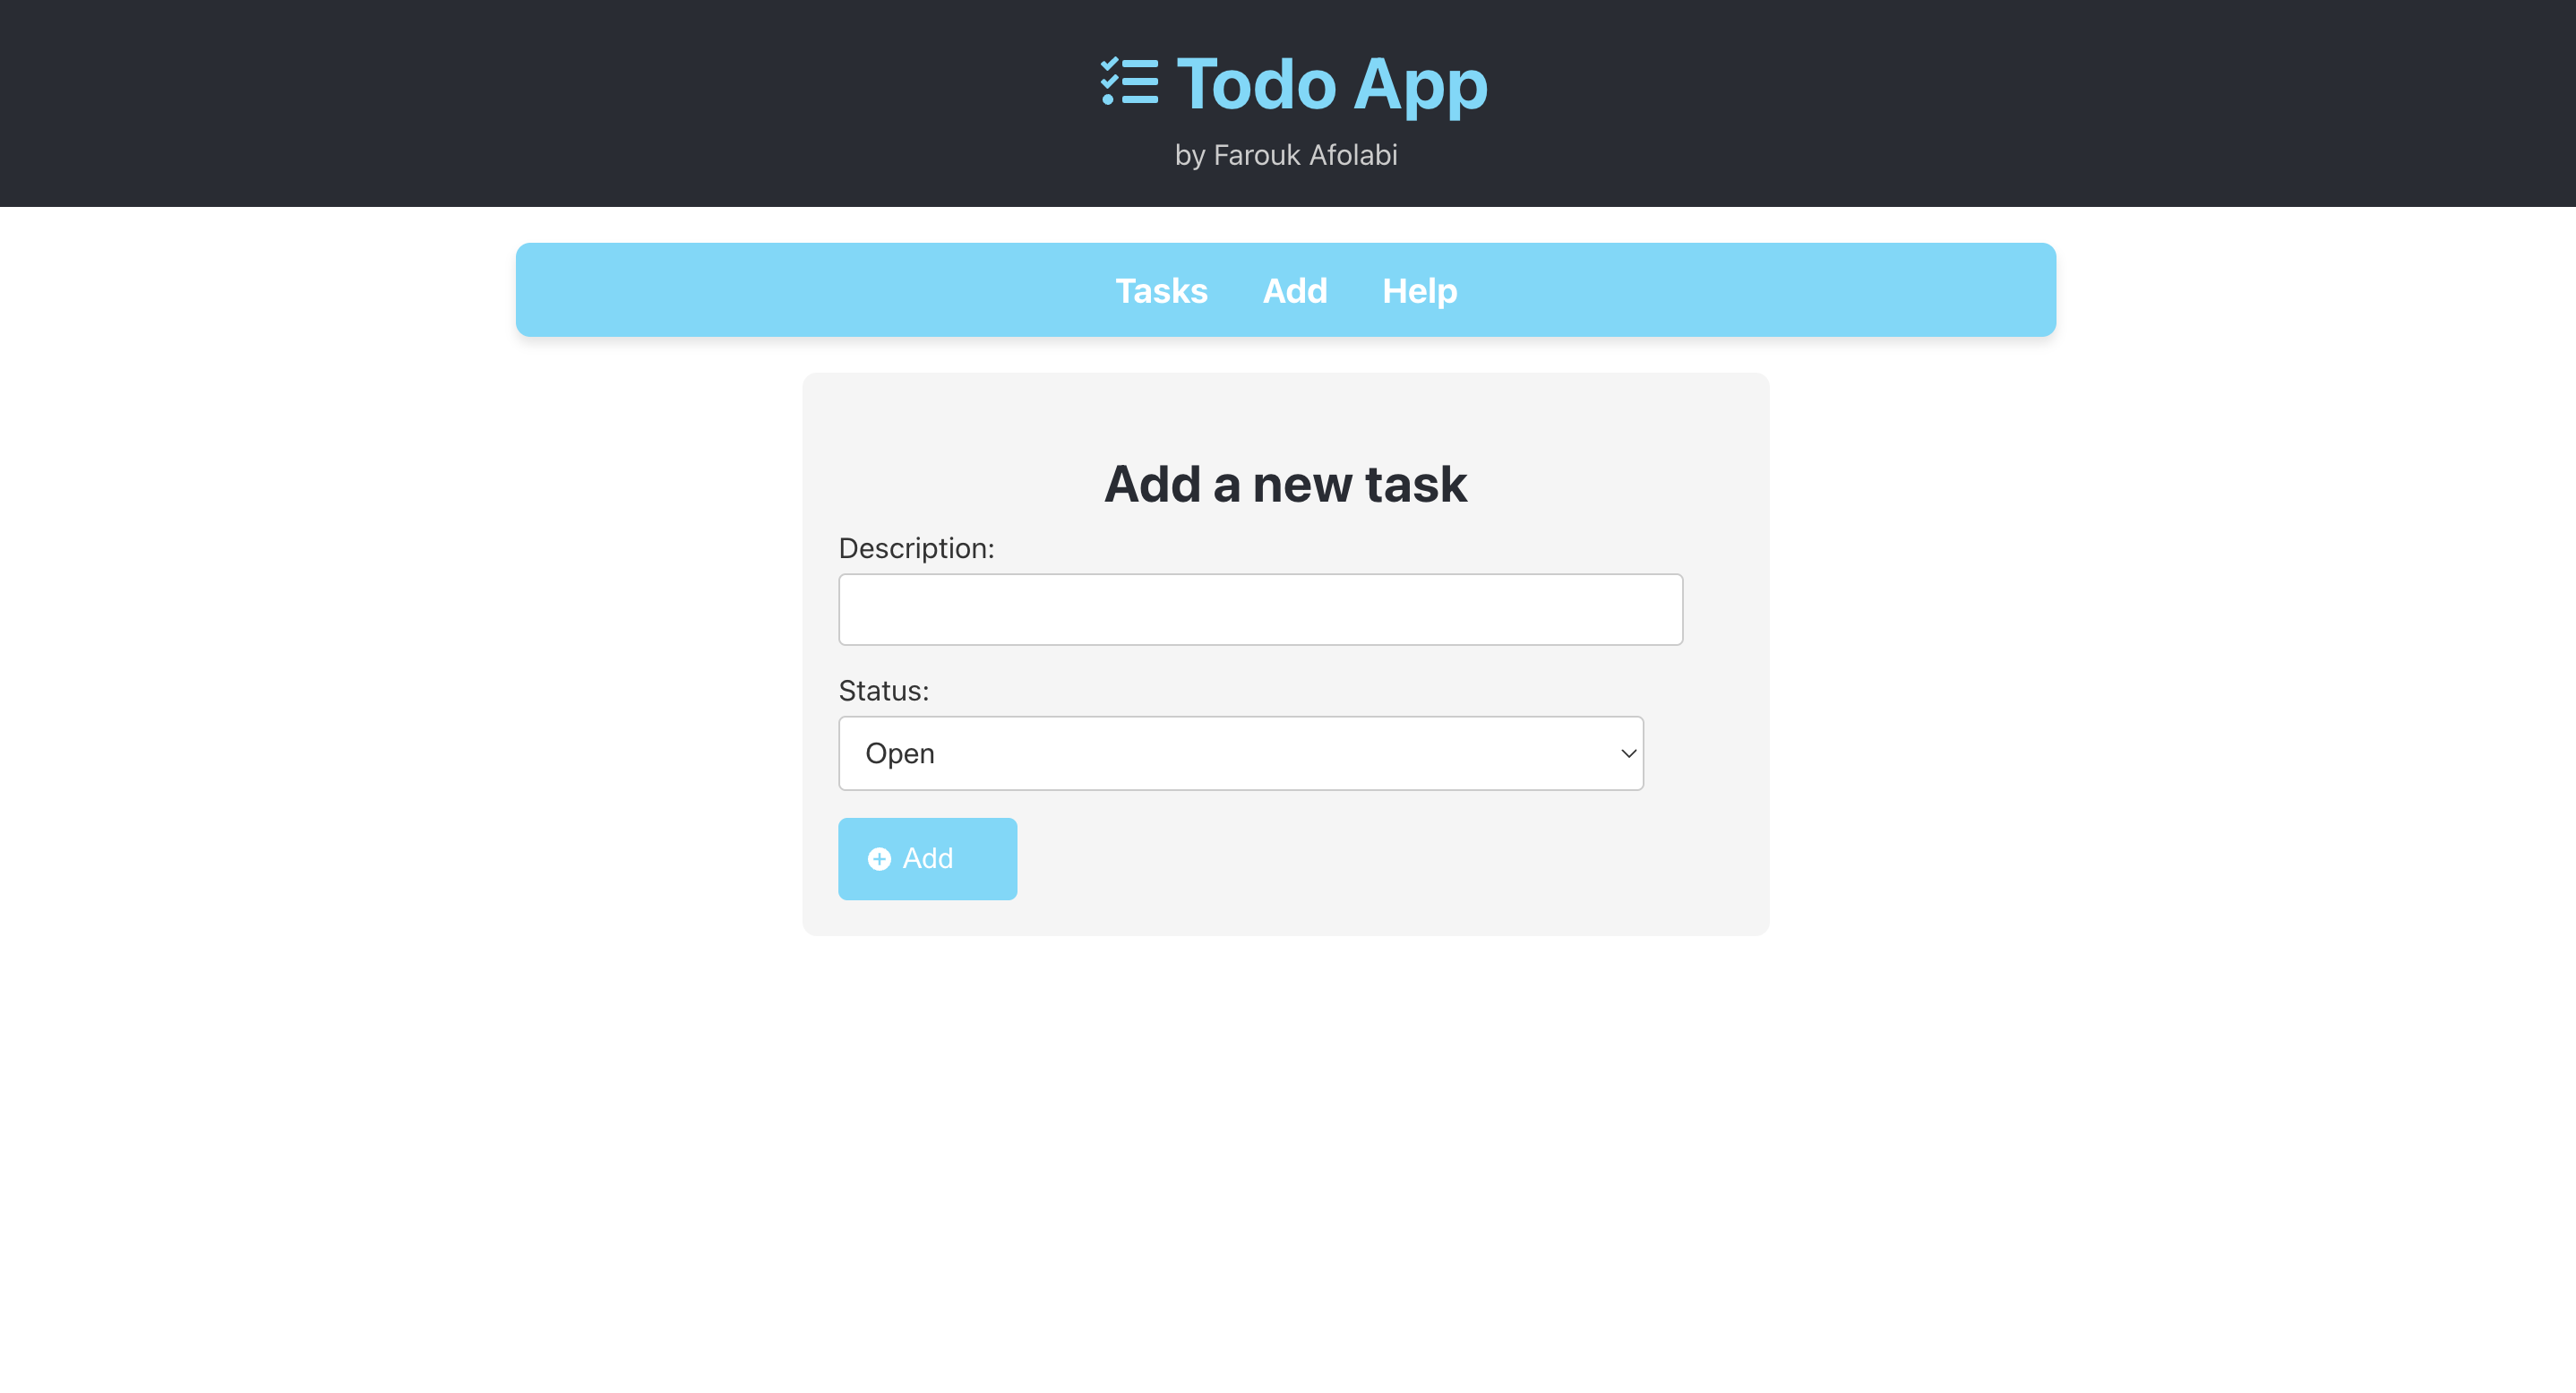 Todo App
by Farouk Afolabi
Tasks Add Help
Add a new task
Description:
Status:
Open
Add